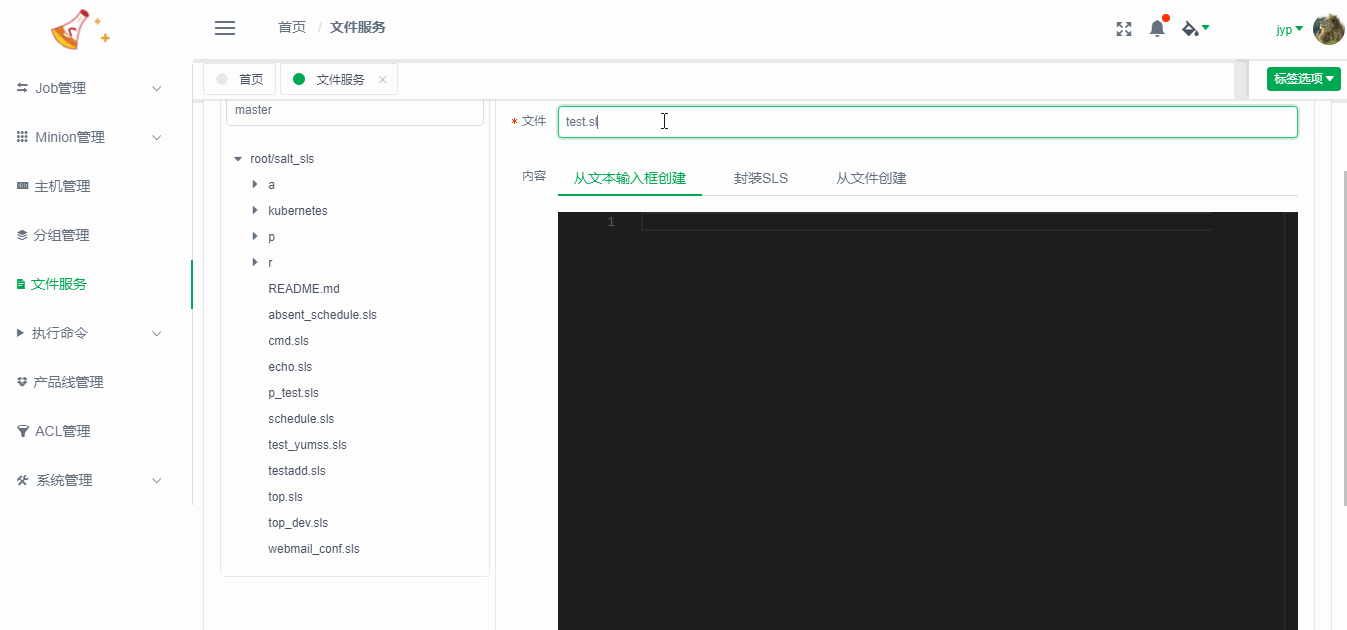 首页 / 文件服务
jyp
首页
文件服务
标签选项
Job管理
Minion管理
主机管理
分组管理
文件服务
执行命令
产品线管理
ACL管理
系统管理
master
root/salt_sls
a
kubernetes
p
r
README.md
absent_schedule.sls
cmd.sls
echo.sls
p_test.sls
schedule.sls
test_yumss.sls
testadd.sls
top.sls
top_dev.sls
webmail_conf.sls
* 文件
test.sl
内容
从文本输入框创建
封装SLS
从文件创建
1